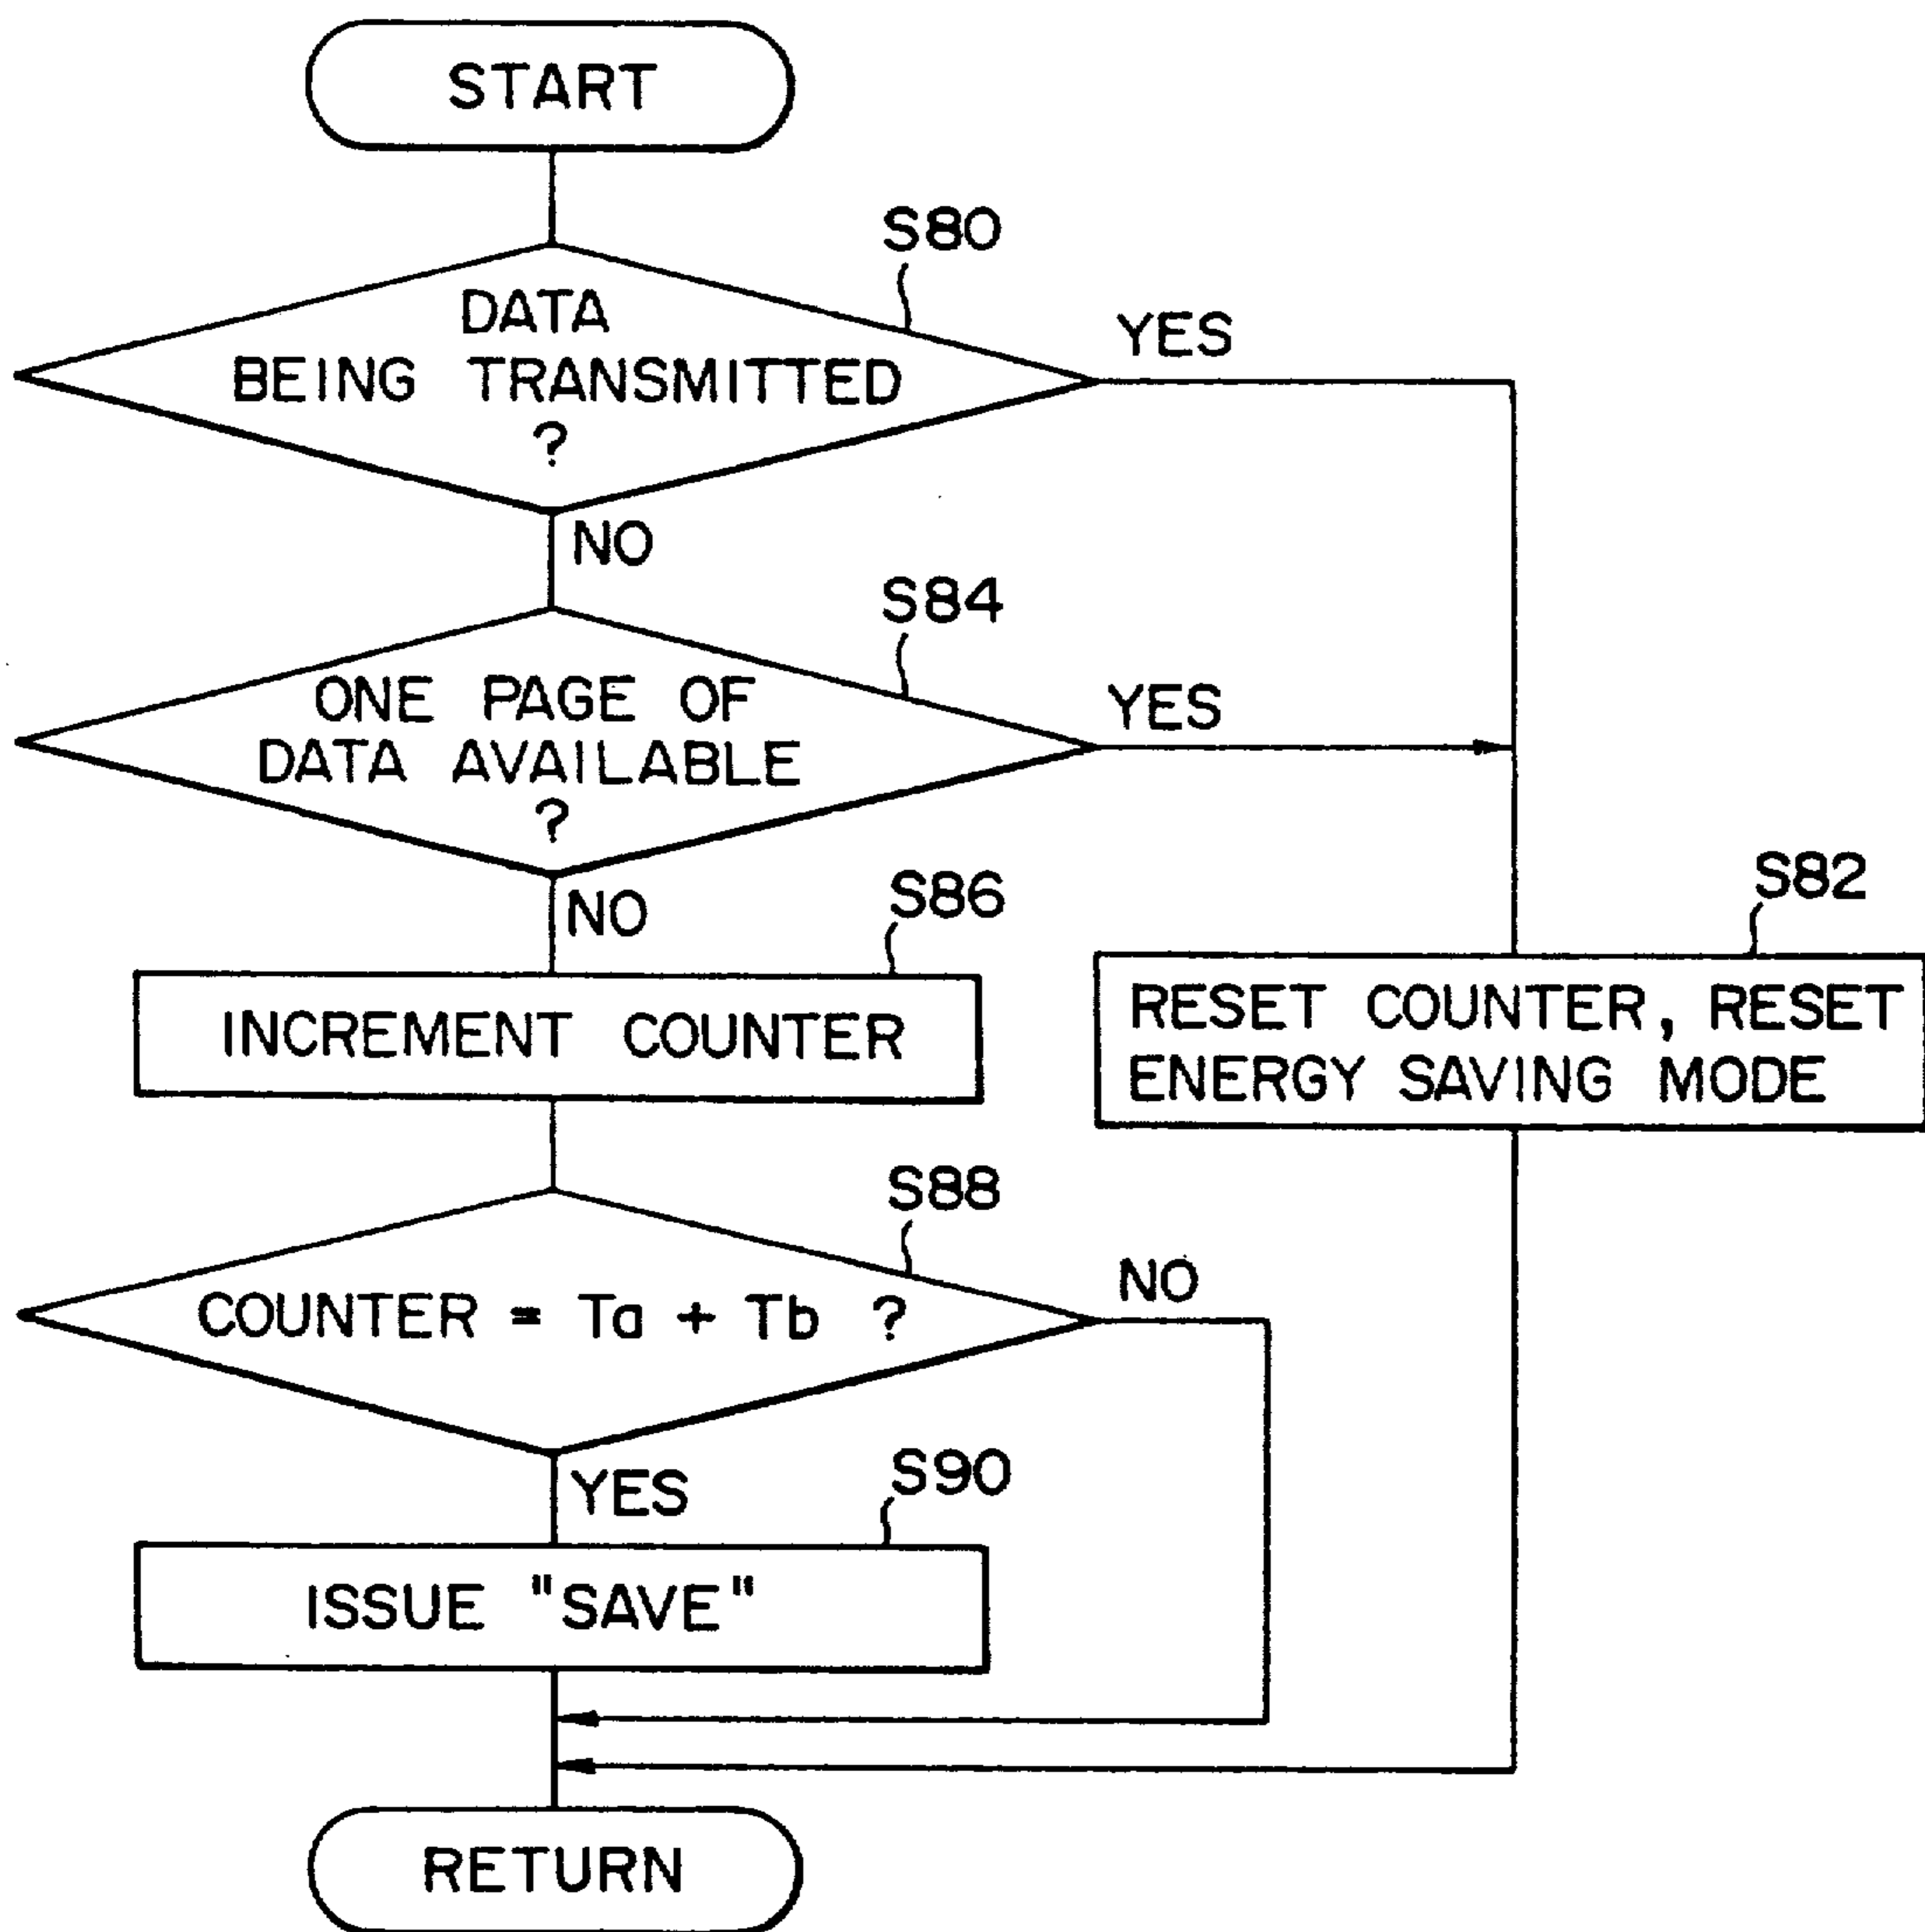 START
S80
DATA
BEING TRANSMITTED
?
YES
NO
S84
ONE PAGE OF
DATA AVAILABLE
?
YES
NO
S86
INCREMENT COUNTER
S82
RESET COUNTER, RESET
ENERGY SAVING MODE
S88
COUNTER = Ta + Tb ?
NO
YES
S90
ISSUE "SAVE"
RETURN